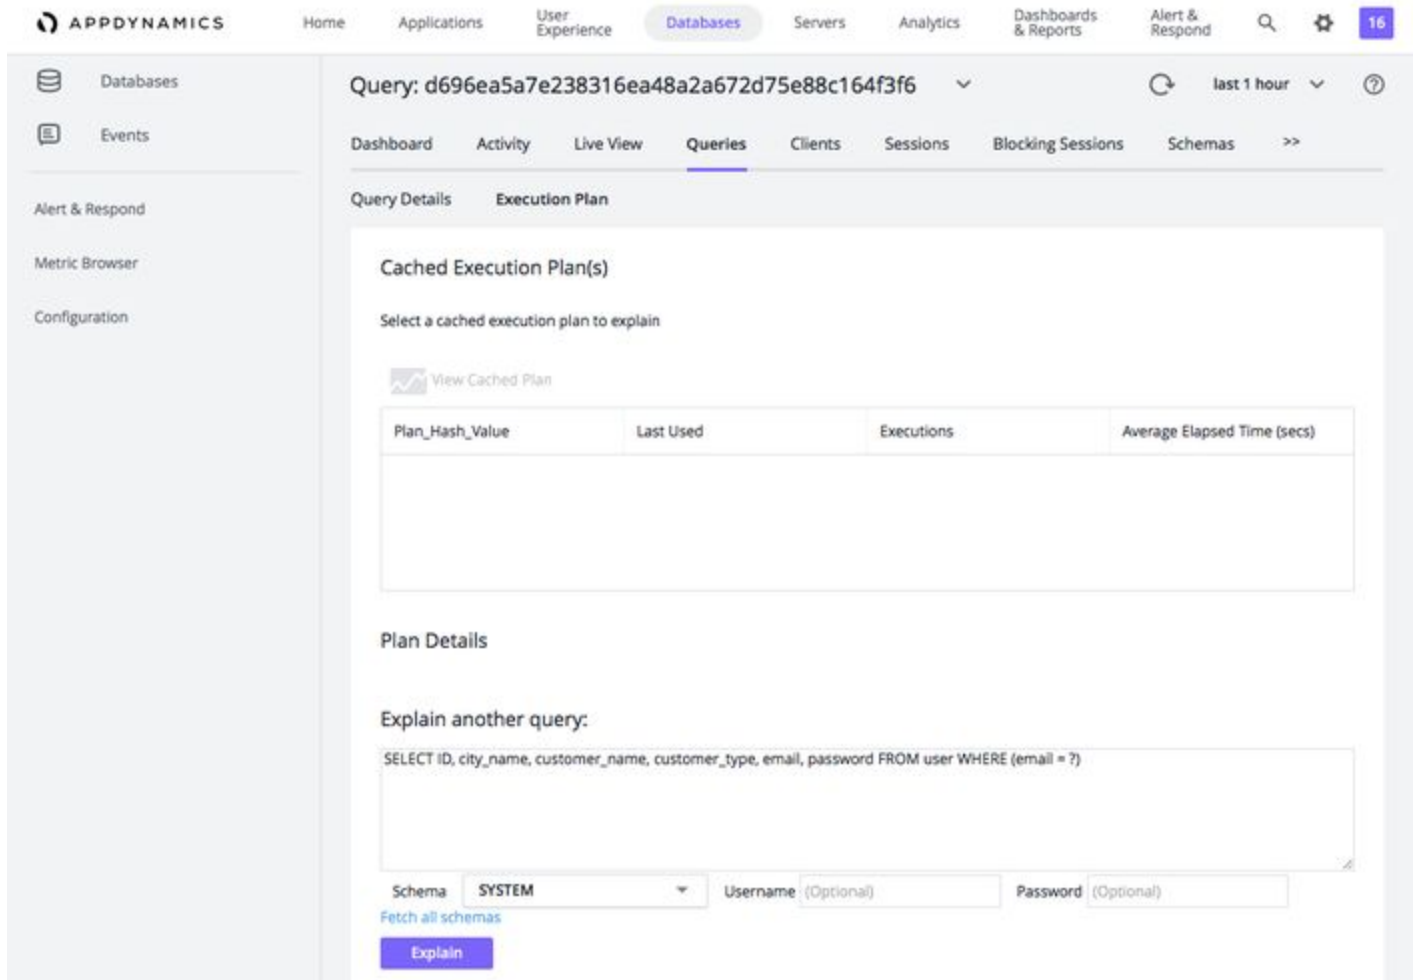 APPDYNAMICS
Home
Applications
User
Experience
Databases
Servers
Analytics
Dashboards
& Reports
Alert &
Respond
16
Databases
Events
Alert & Respond
Metric Browser
Configuration
Query: d696ea5a7e238316ea48a2a672d75e88c164f3f6
last 1 hour
?
Dashboard
Activity
Live View
Queries
Clients
Sessions
Blocking Sessions
Schemas
>>
Query Details
Execution Plan
Cached Execution Plan(s)
Select a cached execution plan to explain
View Cached Plan
Plan_Hash_Value
Last Used
Executions
Average Elapsed Time (secs)
Plan Details
Explain another query:
SELECT ID, city_name, customer_name, customer_type, email, password FROM user WHERE (email = ?)
Schema
SYSTEM
Username
(Optional)
Password
(Optional)
Fetch all schemas
Explain